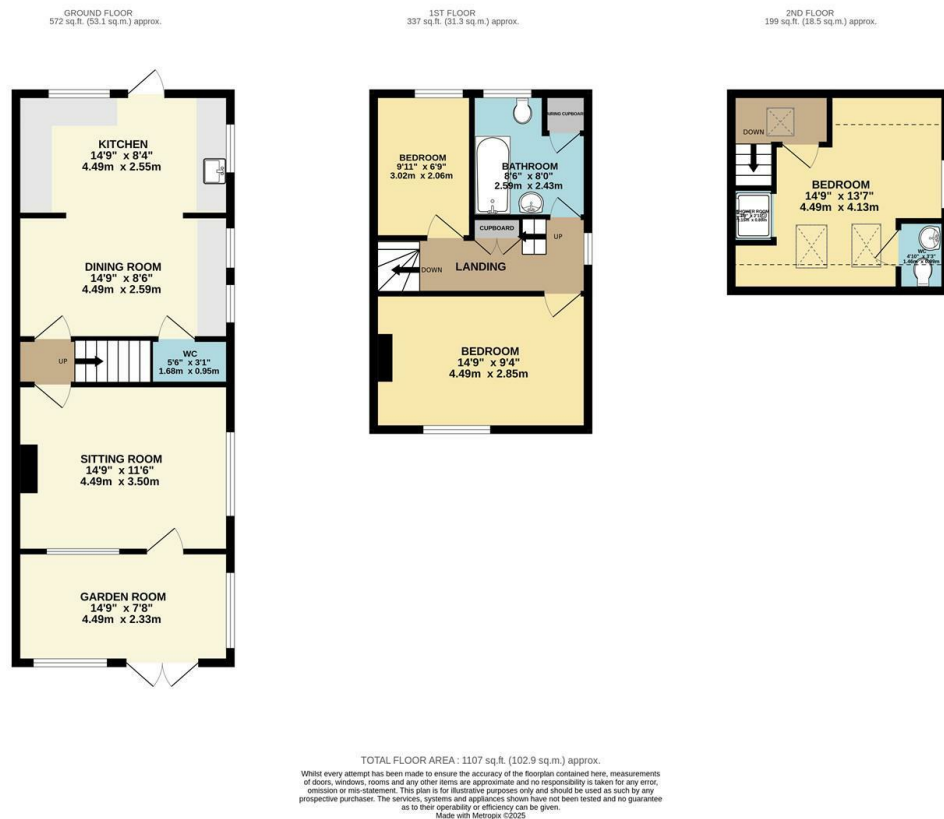 GROUND FLOOR
572 sq.ft. (53.1 sq.m.) approx.
KITCHEN
14'9" x 8'4"
4.49m x 2.55m
DINING ROOM
14'9" x 8'6"
4.49m x 2.59m
UP
WC
5'6" x 3'1"
1.68m x 0.95m
SITTING ROOM
14'9" x 11'6"
4.49m x 3.50m
GARDEN ROOM
14'9" x 7'8"
4.49m x 2.33m
1ST FLOOR
337 sq.ft. (31.3 sq.m.) approx.
BEDROOM
9'11" x 6'9"
3.02m x 2.06m
AIRING CUPBOARD
BATHROOM
8'6" x 8'0"
2.59m x 2.43m
CUPBOARD
UP
DOWN
LANDING
BEDROOM
14'9" x 9'4"
4.49m x 2.85m
2ND FLOOR
199 sq.ft. (18.5 sq.m.) approx.
DOWN
BEDROOM
14'9" x 13'7"
4.49m x 4.13m
SHOWER ROOM
WC
4'10" x 3'3"
TOTAL FLOOR AREA : 1107 sq.ft. (102.9 sq.m.) approx.
Whilst every attempt has been made to ensure the accuracy of the floorplan contained here, measurements
of doors, windows, rooms and any other items are approximate and no responsibility is taken for any error,
omission or mis-statement. This plan is for illustrative purposes only and should be used as such by any
prospective purchaser. The services, systems and appliances shown have not been tested and no guarantee
as to their operability or efficiency can be given.
Made with Metropix ©2025